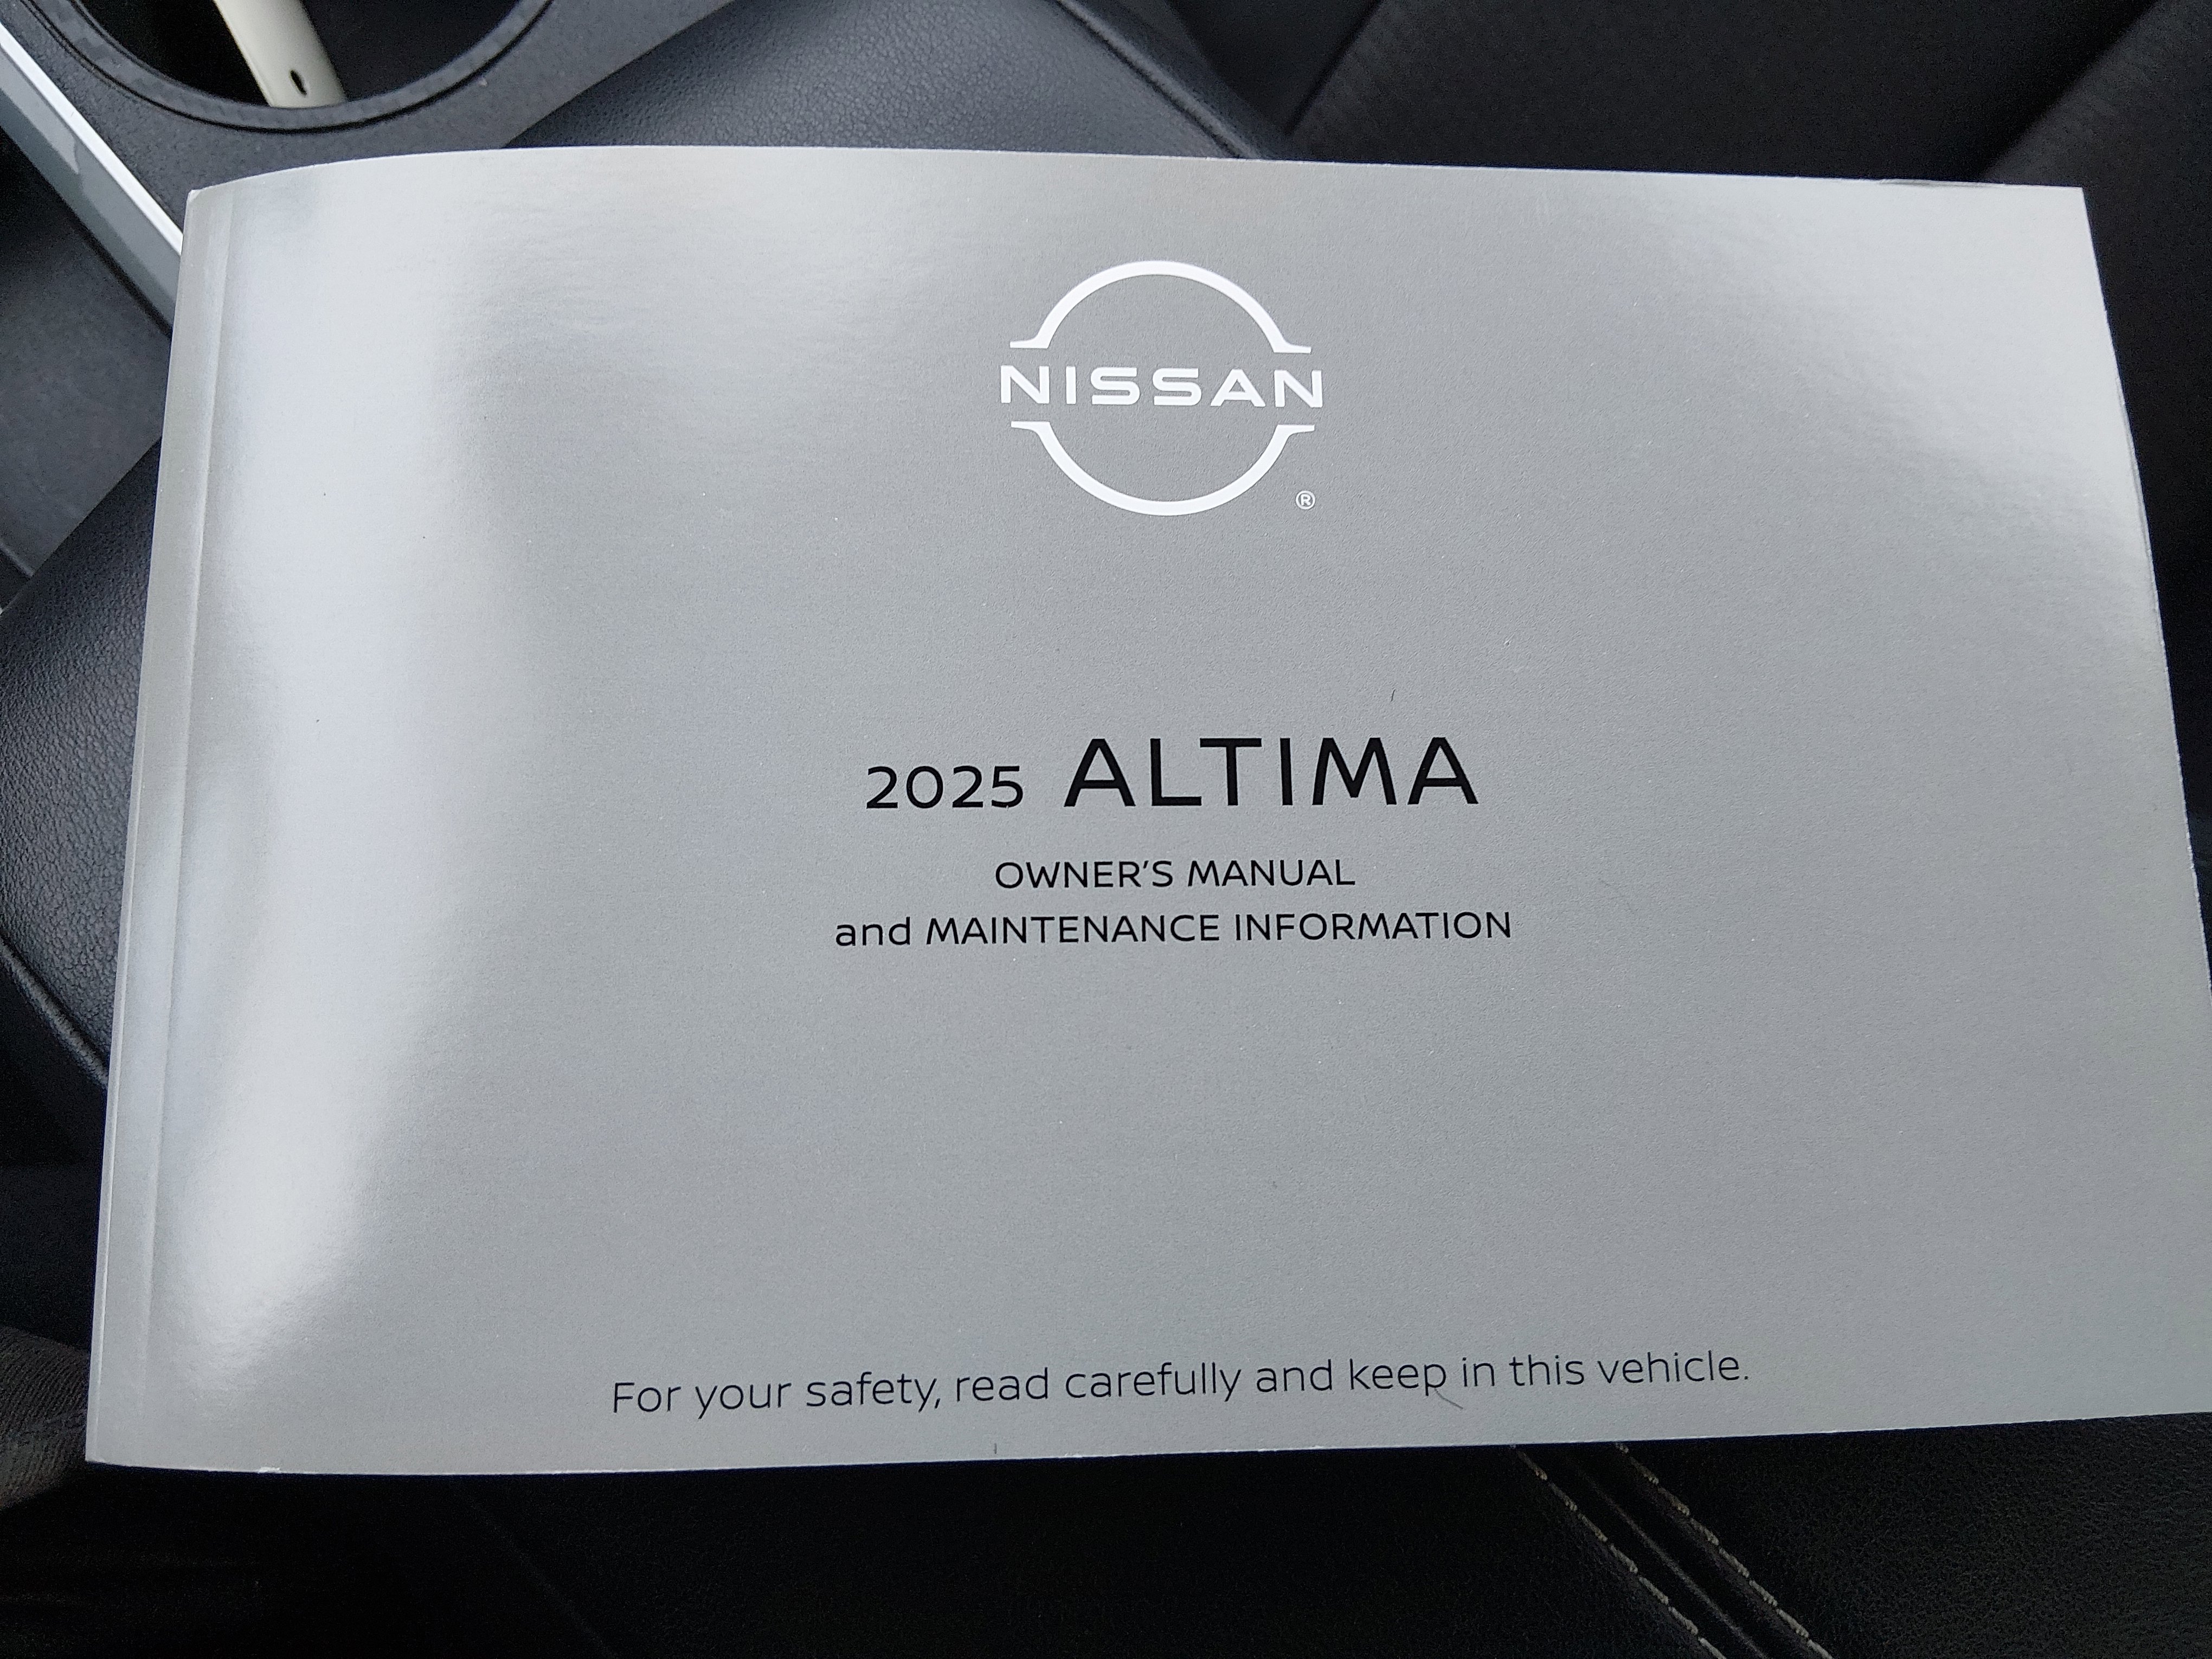 NISSAN
®
2025 ALTIMA
OWNER'S MANUAL
and MAINTENANCE INFORMATION
For your safety, read carefully and keep in this vehicle.